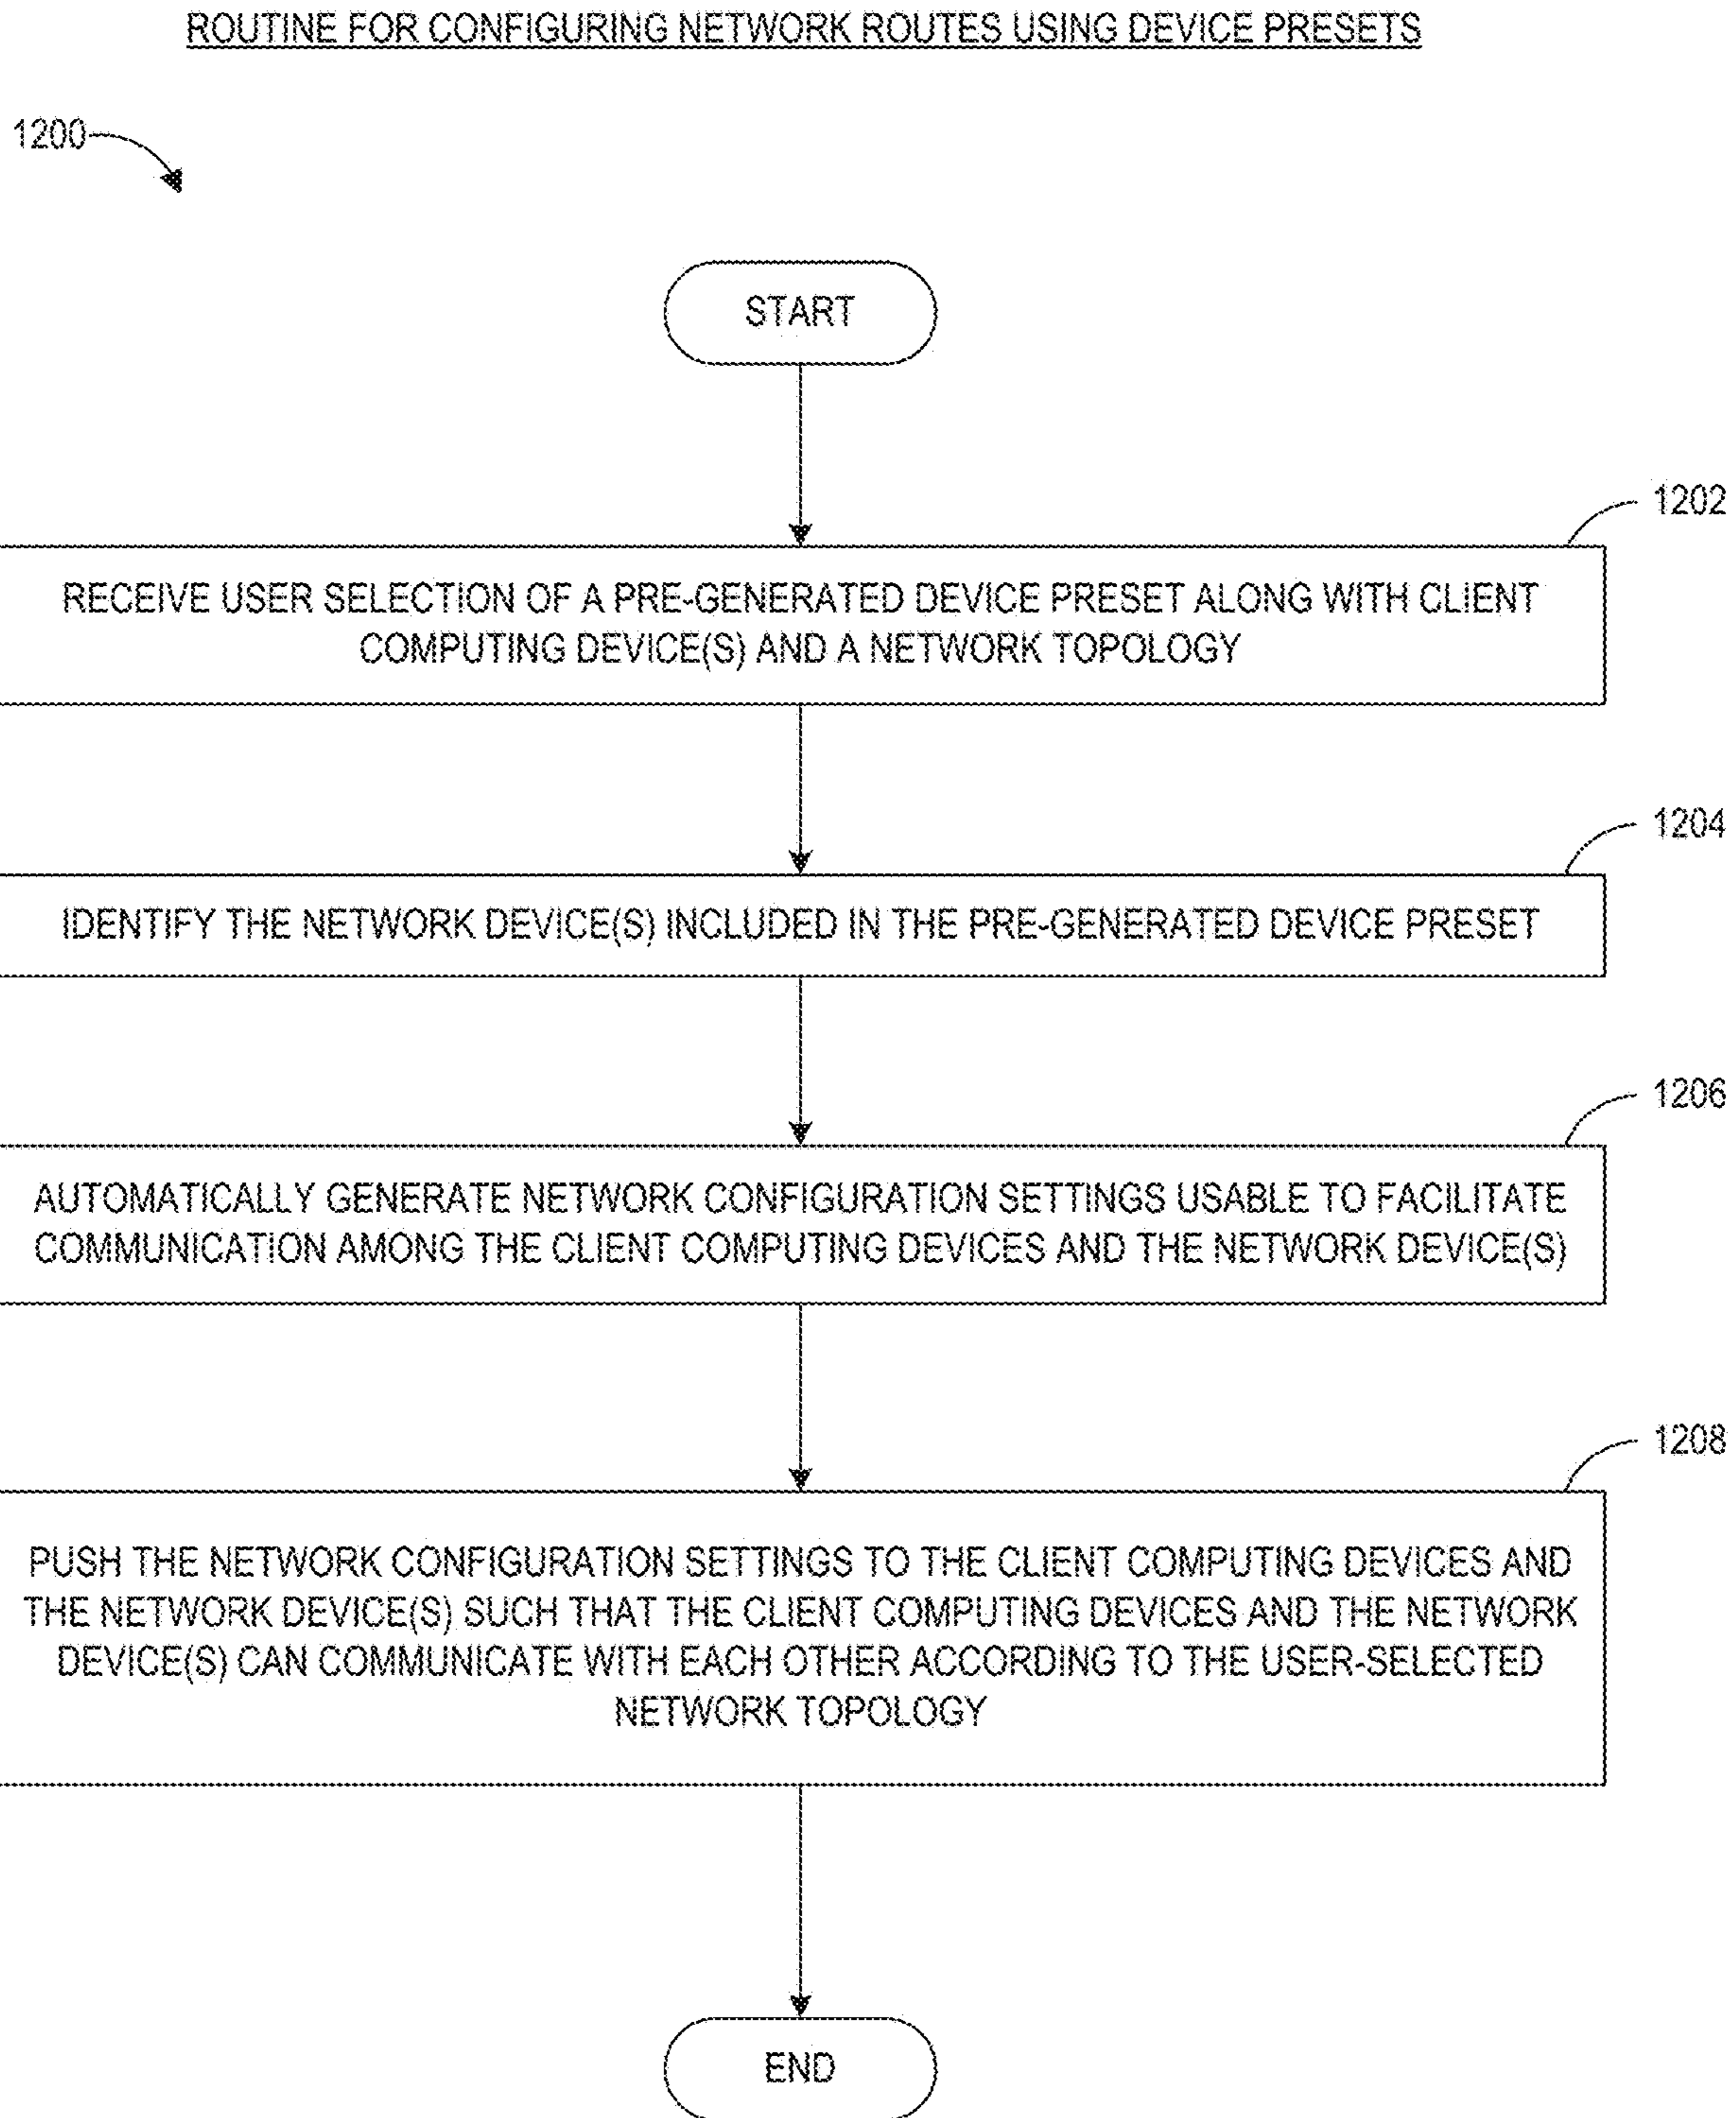 ROUTINE FOR CONFIGURING NETWORK ROUTES USING DEVICE PRESETS
1200
START
1202
RECEIVE USER SELECTION OF A PRE-GENERATED DEVICE PRESET ALONG WITH CLIENT
COMPUTING DEVICE(S) AND A NETWORK TOPOLOGY
1204
IDENTIFY THE NETWORK DEVICE(S) INCLUDED IN THE PRE-GENERATED DEVICE PRESET
1206
AUTOMATICALLY GENERATE NETWORK CONFIGURATION SETTINGS USABLE TO FACILITATE
COMMUNICATION AMONG THE CLIENT COMPUTING DEVICES AND THE NETWORK DEVICE(S)
1208
PUSH THE NETWORK CONFIGURATION SETTINGS TO THE CLIENT COMPUTING DEVICES AND
THE NETWORK DEVICE(S) SUCH THAT THE CLIENT COMPUTING DEVICES AND THE NETWORK
DEVICE(S) CAN COMMUNICATE WITH EACH OTHER ACCORDING TO THE USER-SELECTED
NETWORK TOPOLOGY
END